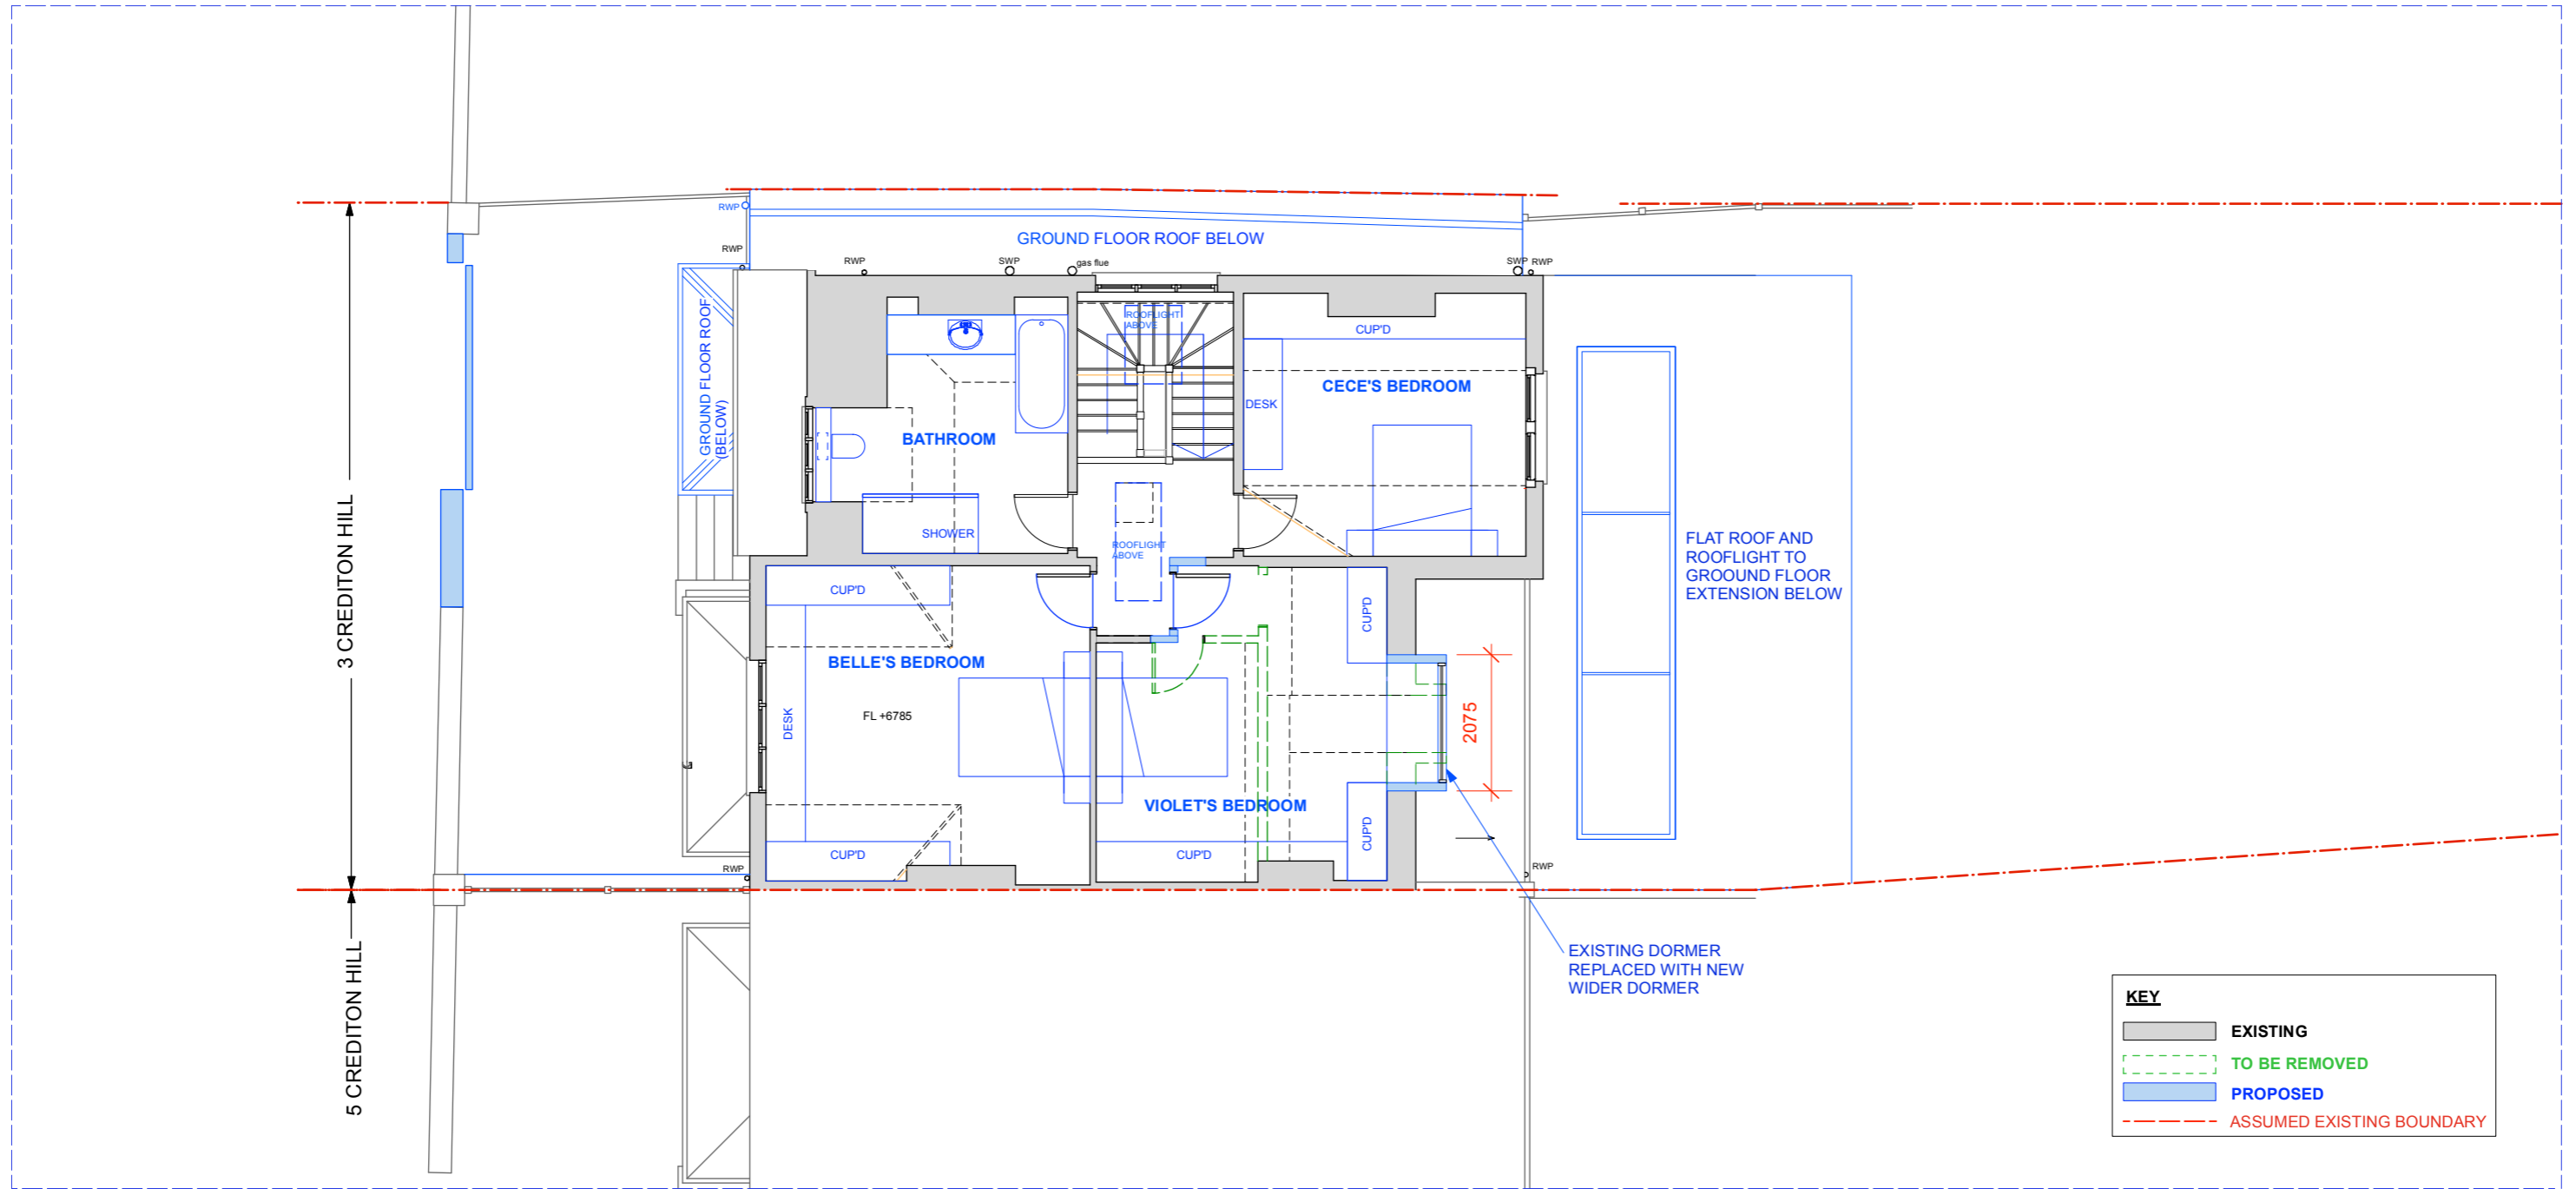 RWP
GROUND FLOOR ROOF BELOW
RWP
RWP
SWP
gas flue
SWP
RWP
GROUND FLOOR ROOF
(BELOW)
ROOFLIGHT
ABOVE
CUP'D
CECE'S BEDROOM
DESK
BATHROOM
SHOWER
ROOFLIGHT
ABOVE
3 CREDITON HILL
FLAT ROOF AND
ROOFLIGHT TO
GROOUND FLOOR
EXTENSION BELOW
CUP'D
CUP'D
BELLE'S BEDROOM
FL +6785
DESK
2075
VIOLET'S BEDROOM
CUP'D
CUP'D
CUP'D
RWP
RWP
5 CREDITON HILL
EXISTING DORMER
REPLACED WITH NEW
WIDER DORMER
KEY
EXISTING
TO BE REMOVED
PROPOSED
ASSUMED EXISTING BOUNDARY